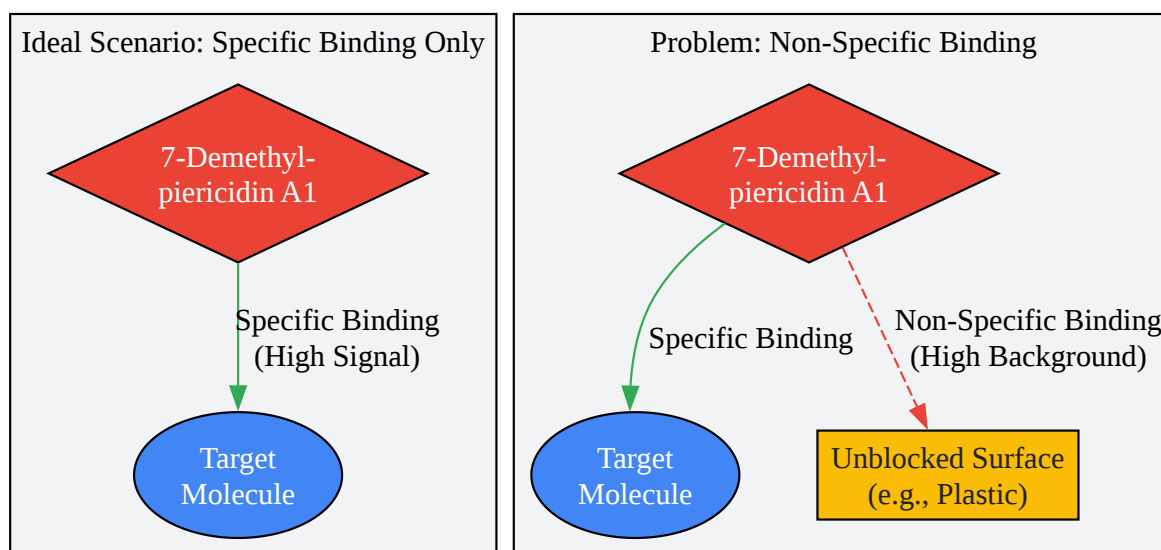 Ideal Scenario: Specific Binding Only
7-Demethyl-
piericidin A1
Specific Binding
(High Signal)
Target
Molecule
Problem: Non-Specific Binding
7-Demethyl-
piericidin A1
Specific Binding
Non-Specific Binding
(High Background)
Target
Molecule
Unblocked Surface
(e.g., Plastic)